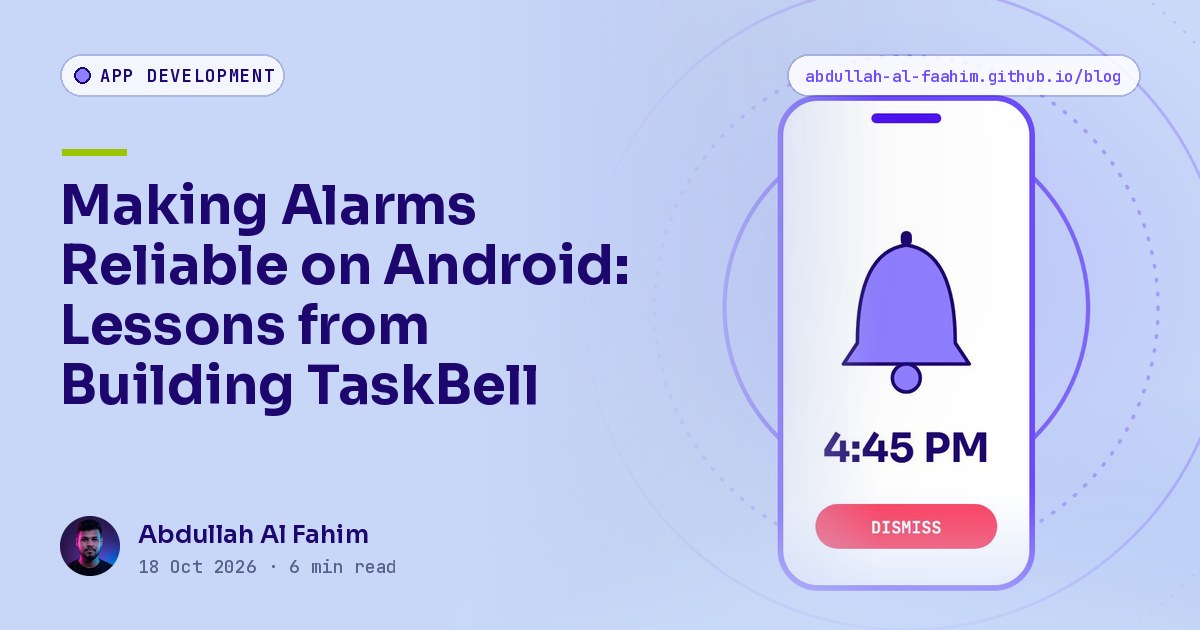 APP DEVELOPMENT
abdullah-al-faahim.github.io/blog
Making Alarms
Reliable on Android:
Lessons from
Building TaskBell
4:45 PM
DISMISS
Abdullah Al Fahim
18 Oct 2026 · 6 min read